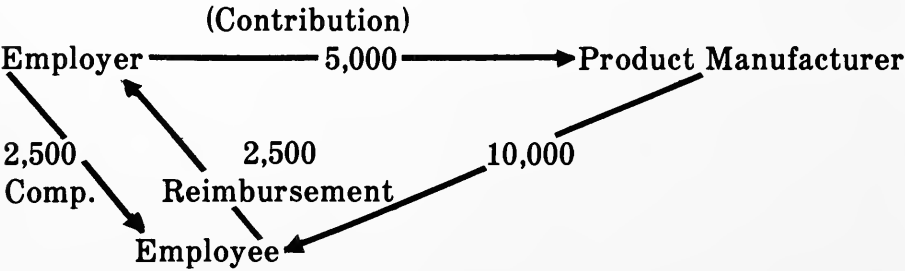 (Contribution)
Employer 5,000 Product Manufacturer
2,500 2,500 10,000
Comp. Reimbursement
Employee